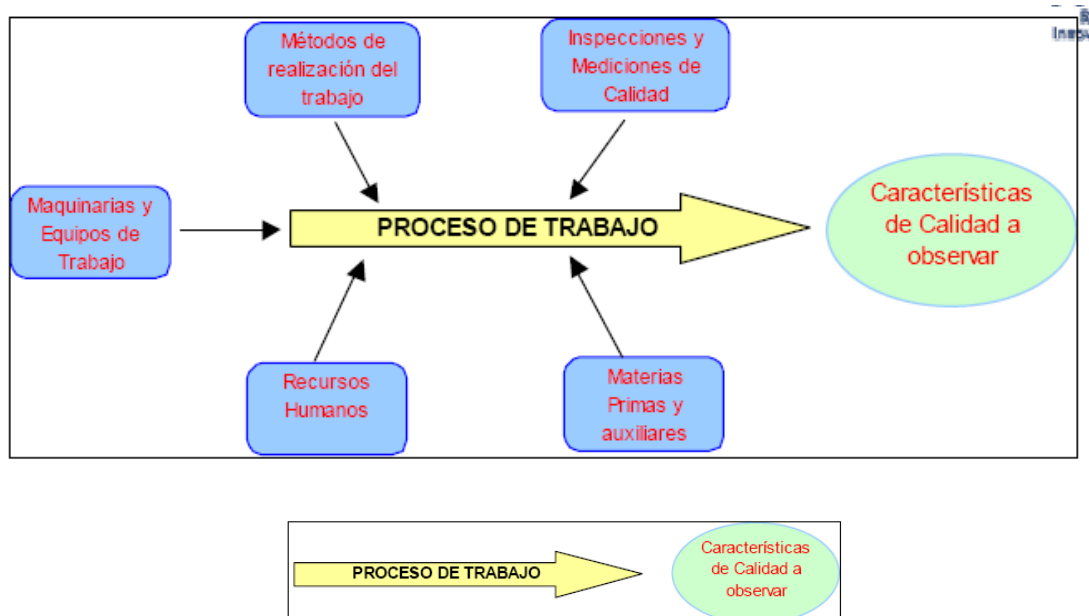 Métodos de
realización del
trabajo
Inspecciones y
Mediciones de
Calidad
Maquinarias y
Equipos de
Trabajo
PROCESO DE TRABAJO
Características
de Calidad a
observar
Recursos
Humanos
Materias
Primas y
auxiliares
PROCESO DE TRABAJO
Características
de Calidad a
observar